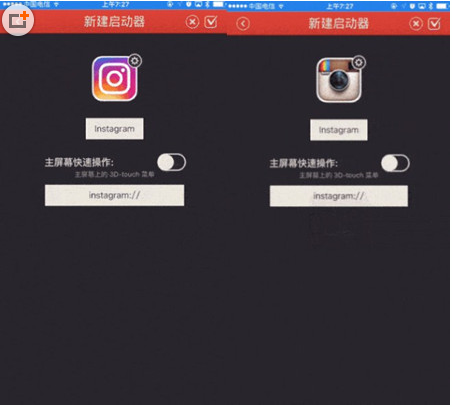 中国电信 上午7:27
新建启动器
Instagram
主屏幕快速操作:
主屏幕上的 3D-touch 菜单
instagram://
中国电信 上午7:27
新建启动器
Instagram
主屏幕快速操作:
主屏幕上的 3D-touch 菜单
instagram://